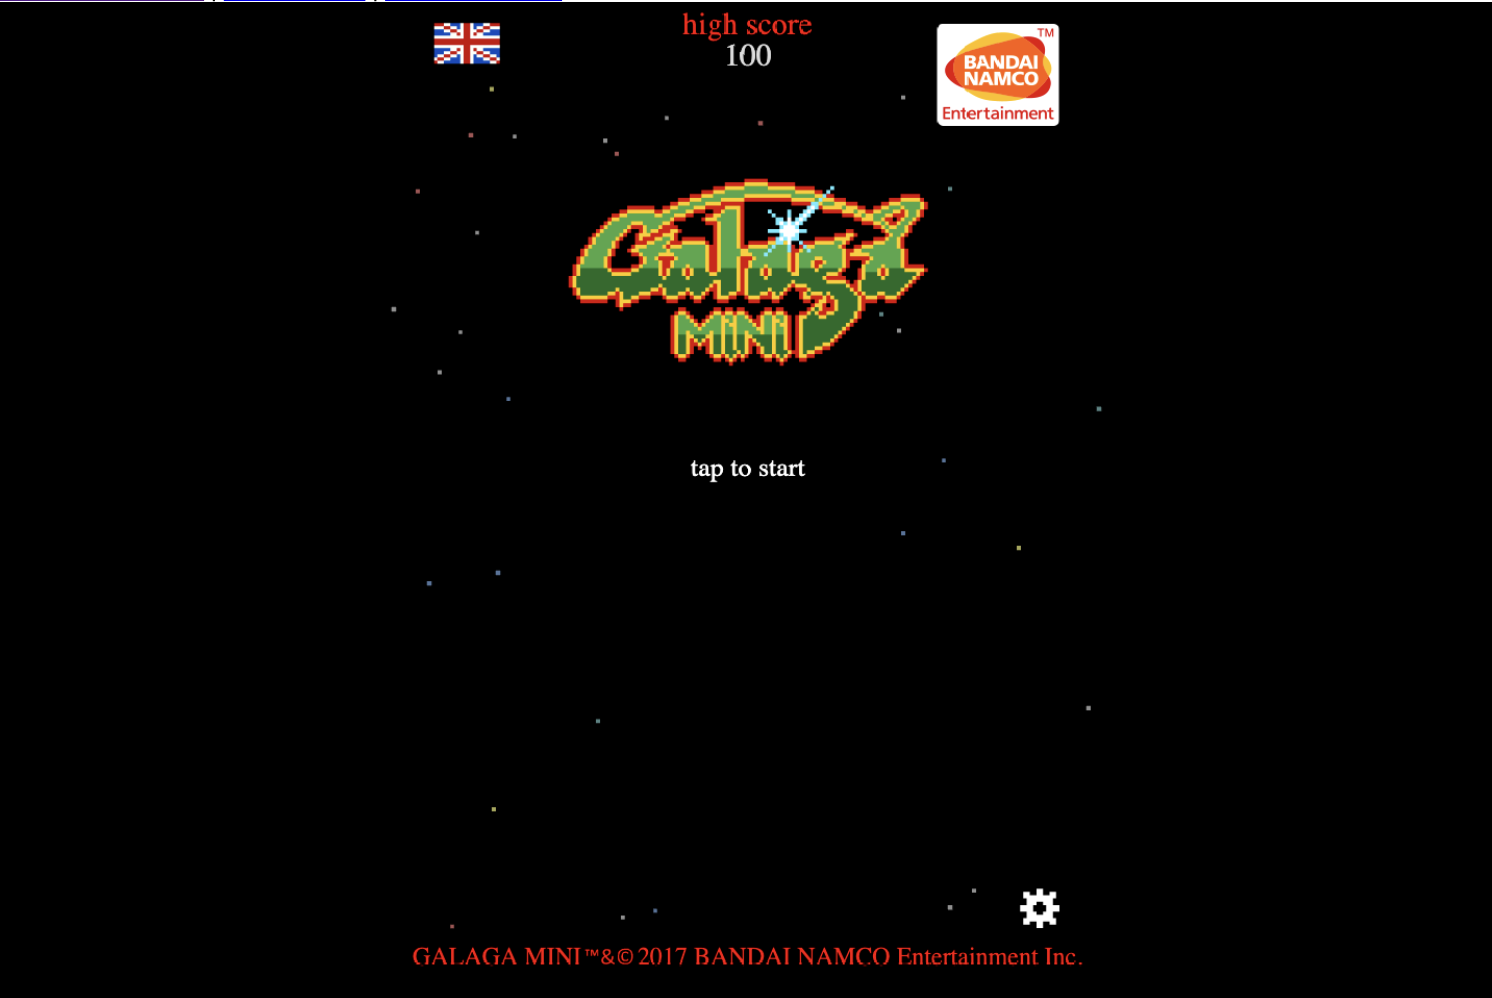 high score
100
TM
BANDAI
NAMCO
Entertainment
Galaga
MINI
tap to start
GALAGA MINI™&© 2017 BANDAI NAMCO Entertainment Inc.